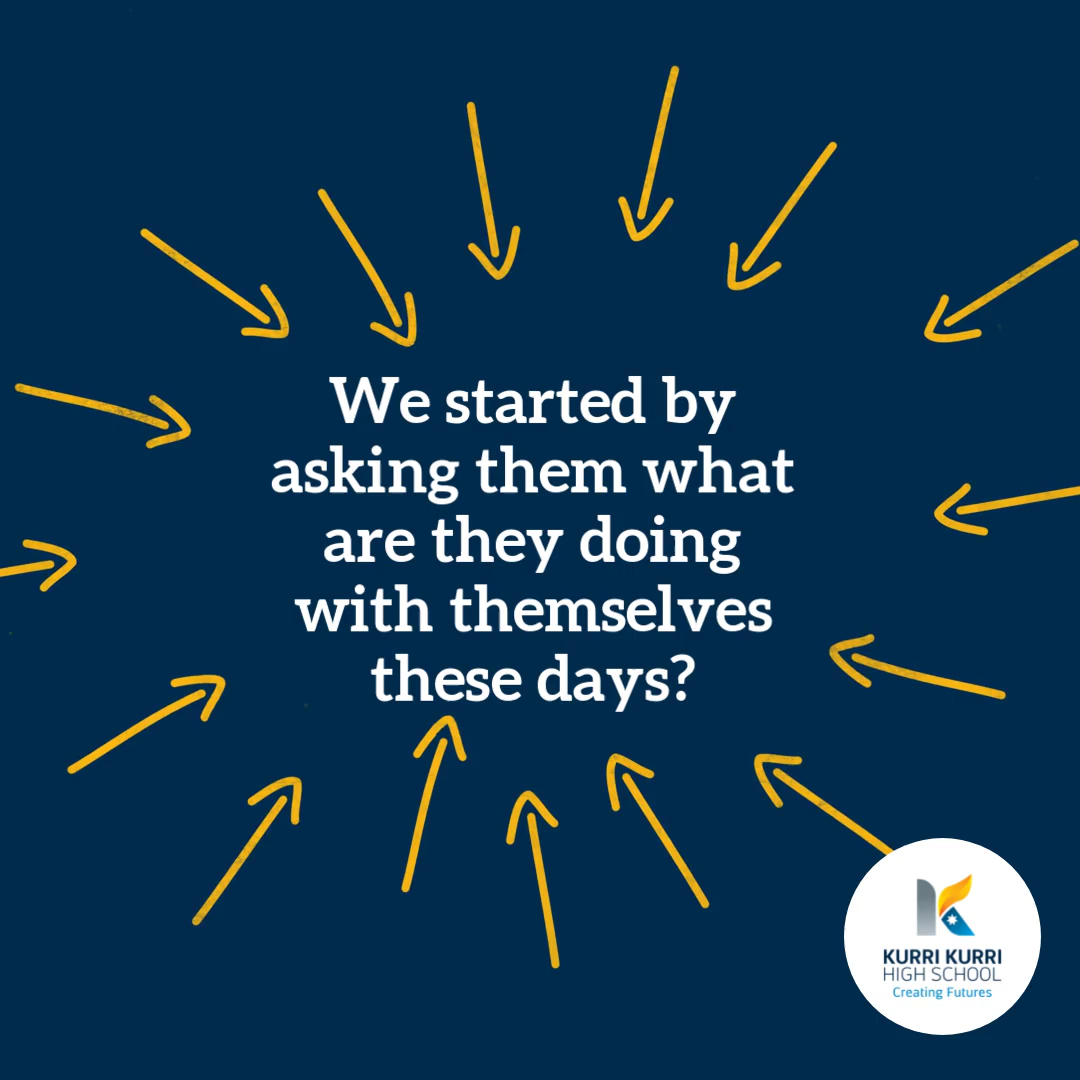 We started by
asking them what
are they doing
with themselves
these days?
KURRI KURRI
HIGH SCHOOL
Creating Futures